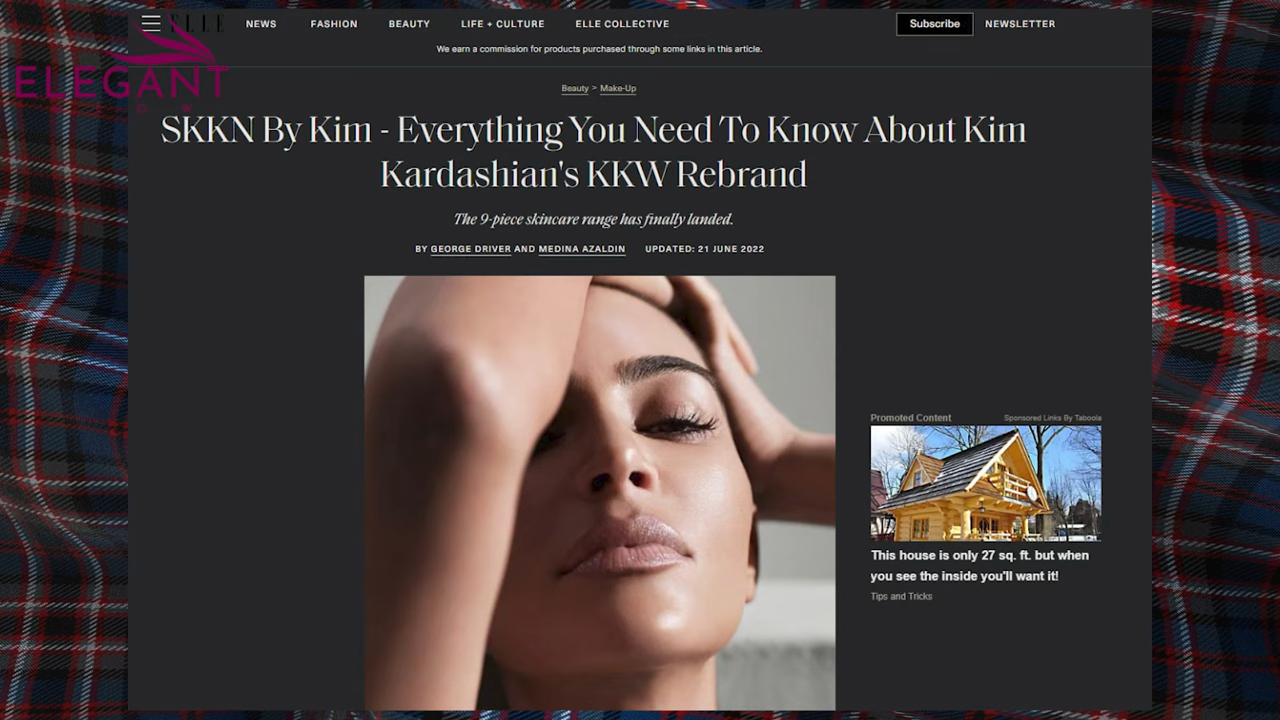 ELLE
NEWS
FASHION
BEAUTY
LIFE + CULTURE
ELLE COLLECTIVE
Subscribe
NEWSLETTER
We earn a commission for products purchased through some links in this article.
ELEGANT
Beauty > Make-Up
SKKN By Kim - Everything You Need To Know About Kim
Kardashian's KKW Rebrand
The 9-piece skincare range has finally landed.
BY GEORGE DRIVER AND MEDINA AZALDIN UPDATED: 21 JUNE 2022
Promoted Content
Sponsored Links By Taboola
This house is only 27 sq. ft. but when
you see the inside you'll want it!
Tips and Tricks